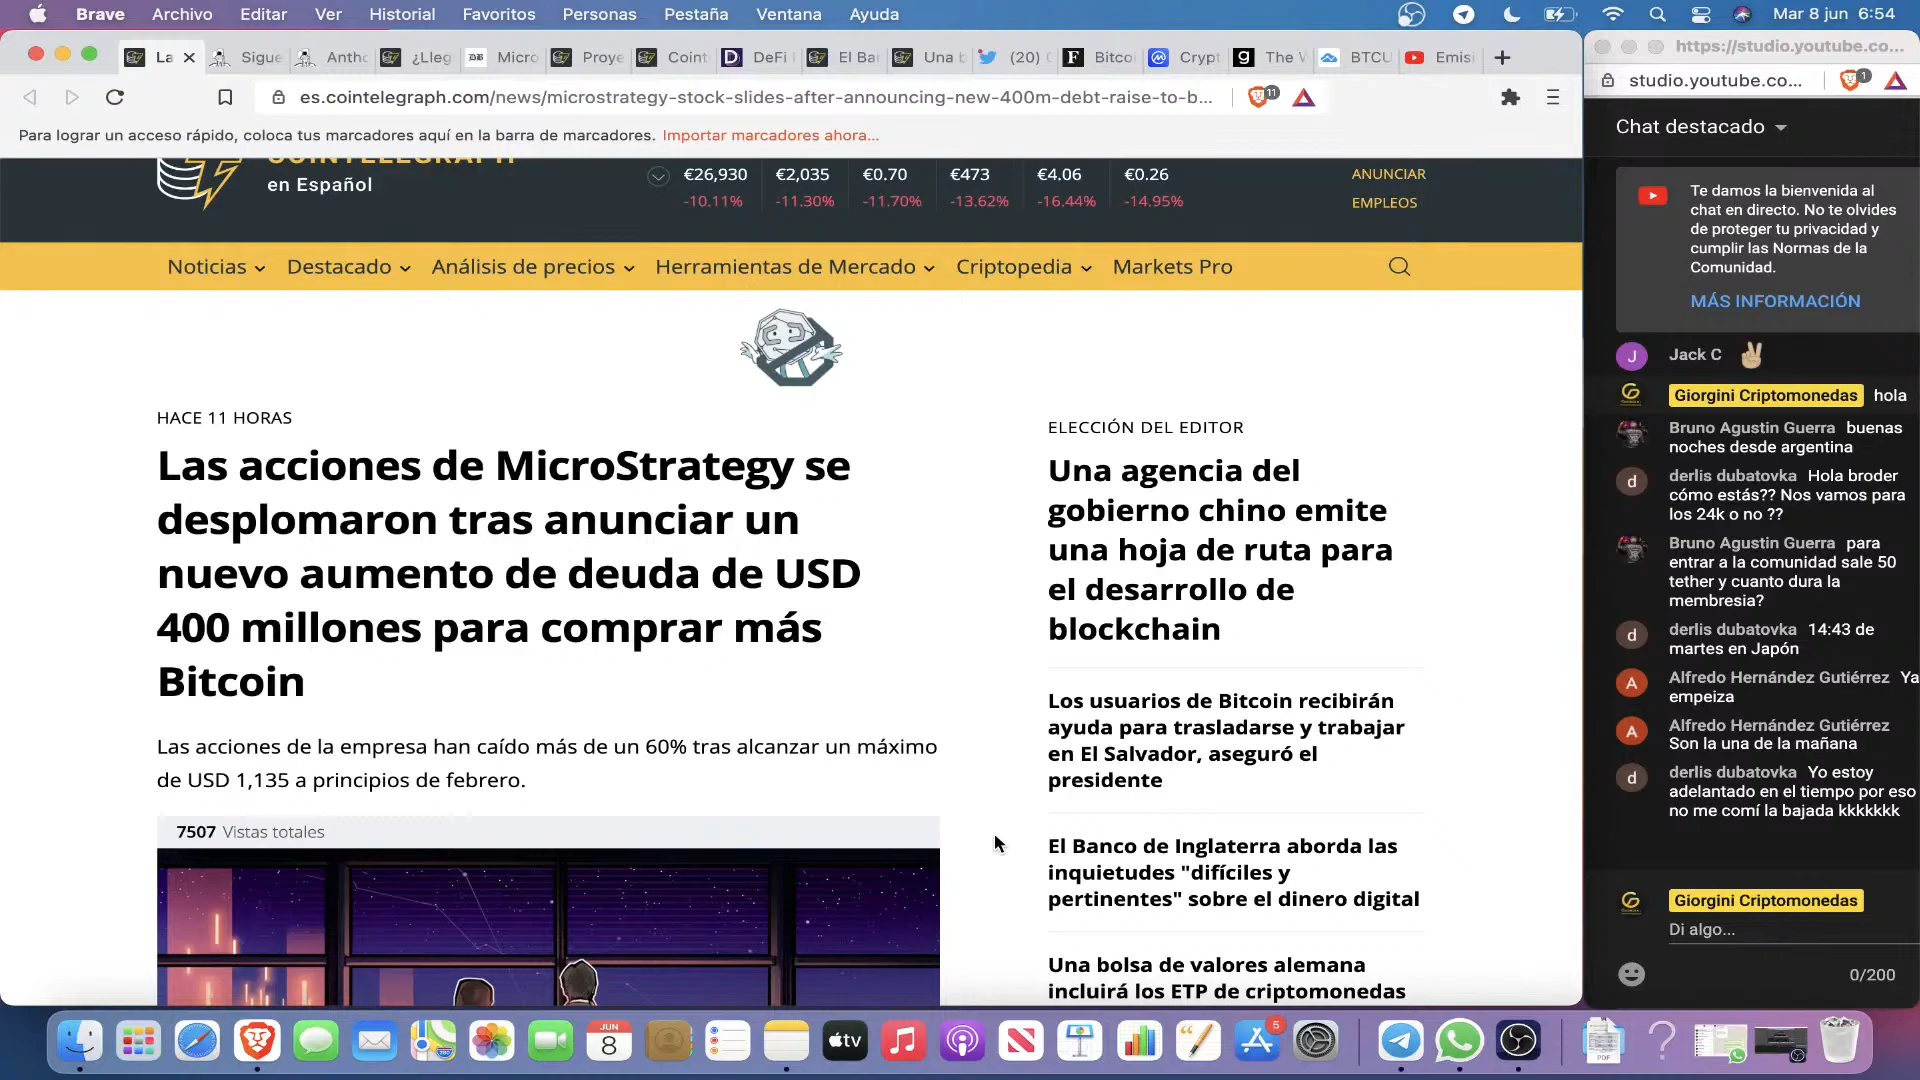 Brave Archivo Editar Ver Historial Favoritos Personas Pestaña Ventana Ayuda Mar 8 jun 6:54
La Sigue Antho ¿Lleg Micro Proye Coint DeFi El Ba Una b (20) Bitco Crypt The BTCU Emisi
https://studio.youtube.co...
es.cointelegraph.com/news/microstrategy-stock-slides-after-announcing-new-400m-debt-raise-to-b... 11
studio.youtube.co... 1
Para lograr un acceso rápido, coloca tus marcadores aquí en la barra de marcadores. Importar marcadores ahora...
COINTELEGRAPH
en Español
€26,930 €2,035 €0.70 €473 €4.06 €0.26
-10.11% -11.30% -11.70% -13.62% -16.44% -14.95%
ANUNCIAR
EMPLEOS
Noticias Destacado Análisis de precios Herramientas de Mercado Criptopedia Markets Pro
HACE 11 HORAS
Las acciones de MicroStrategy se
desplomaron tras anunciar un
nuevo aumento de deuda de USD
400 millones para comprar más
Bitcoin
Las acciones de la empresa han caído más de un 60% tras alcanzar un máximo
de USD 1,135 a principios de febrero.
7507 Vistas totales
ELECCIÓN DEL EDITOR
Una agencia del
gobierno chino emite
una hoja de ruta para
el desarrollo de
blockchain
Los usuarios de Bitcoin recibirán
ayuda para trasladarse y trabajar
en El Salvador, aseguró el
presidente
El Banco de Inglaterra aborda las
inquietudes "difíciles y
pertinentes" sobre el dinero digital
Una bolsa de valores alemana
incluirá los ETP de criptomonedas
Chat destacado
Te damos la bienvenida al
chat en directo. No te olvides
de proteger tu privacidad y
cumplir las Normas de la
Comunidad.
MÁS INFORMACIÓN
J Jack C
Giorgini Criptomonedas hola
Bruno Agustin Guerra buenas
noches desde argentina
d derlis dubatovka Hola broder
cómo estás?? Nos vamos para
los 24k o no ??
Bruno Agustin Guerra para
entrar a la comunidad sale 50
tether y cuanto dura la
membresia?
d derlis dubatovka 14:43 de
martes en Japón
A Alfredo Hernández Gutiérrez Ya
empeiza
A Alfredo Hernández Gutiérrez
Son la una de la mañana
d derlis dubatovka Yo estoy
adelantado en el tiempo por eso
no me comí la bajada kkkkkkk
Giorgini Criptomonedas
Di algo...
0/200
JUN
8
tv
5
PDF